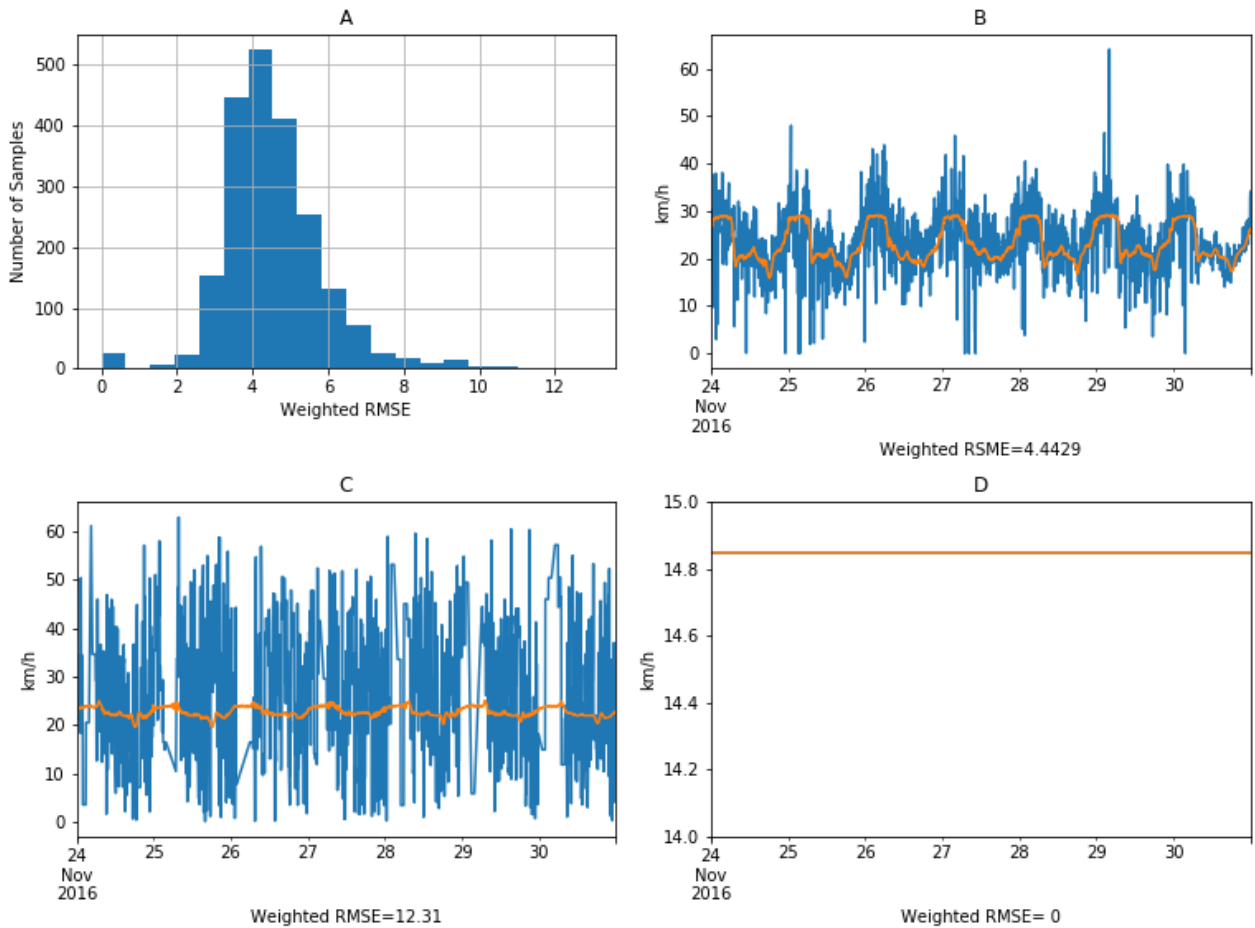 A
Number of Samples
500
400
300
200
100
0
0 2 4 6 8 10 12
Weighted RMSE
B
km/h
60
50
40
30
20
10
0
24 25 26 27 28 29 30
Nov
2016
Weighted RSME=4.4429
C
km/h
60
50
40
30
20
10
0
24 25 26 27 28 29 30
Nov
2016
Weighted RMSE=12.31
D
km/h
15.0
14.8
14.6
14.4
14.2
14.0
24 25 26 27 28 29 30
Nov
2016
Weighted RMSE= 0